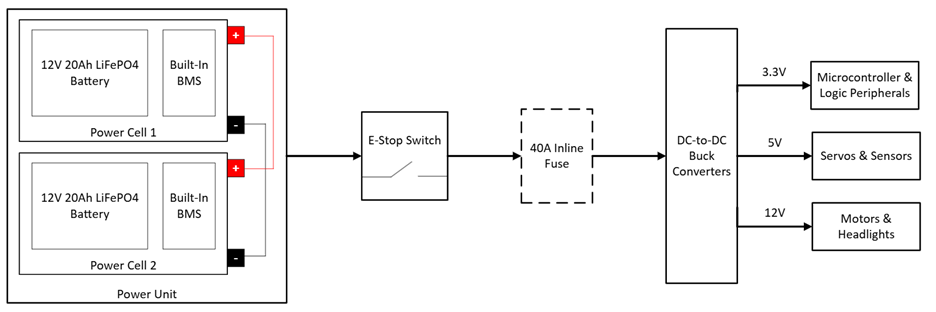 12V 20Ah LiFePO4
Battery
Built-In
BMS
+
-
Power Cell 1
12V 20Ah LiFePO4
Battery
Built-In
BMS
+
-
Power Cell 2
Power Unit
E-Stop Switch
40A Inline
Fuse
DC-to-DC
Buck
Converters
3.3V
Microcontroller &
Logic Peripherals
5V
Servos & Sensors
12V
Motors &
Headlights